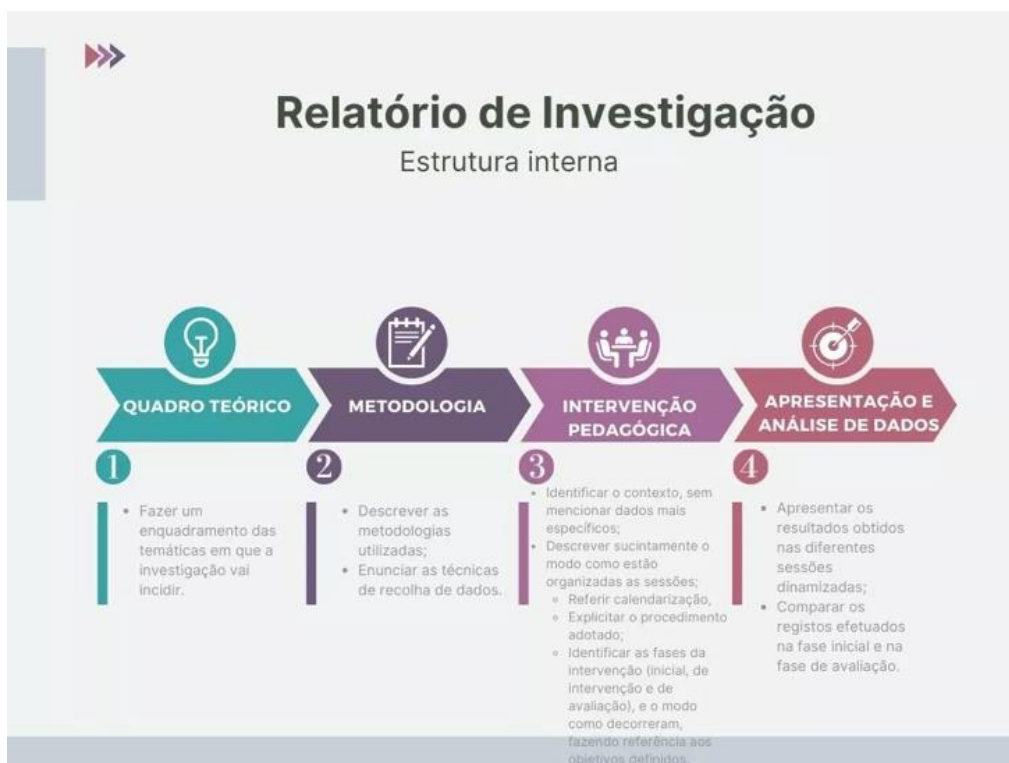 Relatório de Investigação
Estrutura interna
QUADRO TEÓRICO
1
• Fazer um
enquadramento das
temáticas em que a
investigação vai
incidir.
METODOLOGIA
2
• Descrever as
metodologias
utilizadas;
• Enunciar as técnicas
de recolha de dados.
INTERVENÇÃO
PEDAGÓGICA
3
• Identificar o contexto, sem
mencionar dados mais
específicos;
• Descrever sucintamente o
modo como estão
organizadas as sessões;
◦ Referir calendarização,
◦ Explicitar o procedimento
adotado;
◦ Identificar as fases da
intervenção (inicial, de
intervenção e de
avaliação), e o modo
como decorreram,
fazendo referência aos
objetivos definidos.
APRESENTAÇÃO E
ANÁLISE DE DADOS
4
• Apresentar os
resultados obtidos
nas diferentes
sessões
dinamizadas;
• Comparar os
registos efetuados
na fase inicial e na
fase de avaliação.